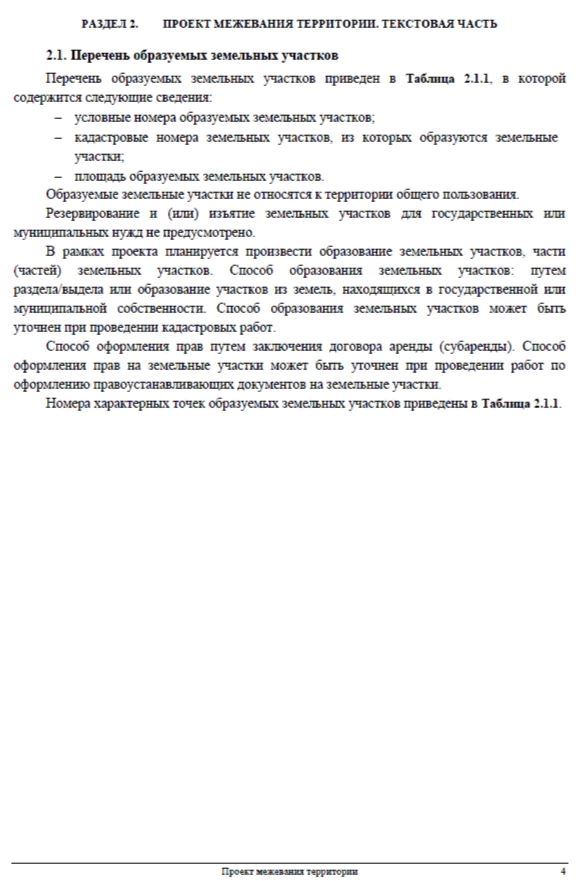 РАЗДЕЛ 2. ПРОЕКТ МЕЖЕВАНИЯ ТЕРРИТОРИИ. ТЕКСТОВАЯ ЧАСТЬ
2.1. Перечень образуемых земельных участков
Перечень образуемых земельных участков приведен в Таблица 2.1.1, в которой
содержится следующие сведения:
– условные номера образуемых земельных участков;
– кадастровые номера земельных участков, из которых образуются земельные
участки;
– площадь образуемых земельных участков.
Образуемые земельные участки не относятся к территории общего пользования.
Резервирование и (или) изъятие земельных участков для государственных или
муниципальных нужд не предусмотрено.
В рамках проекта планируется произвести образование земельных участков, части
(частей) земельных участков. Способ образования земельных участков: путем
раздела/выдела или образование участков из земель, находящихся в государственной или
муниципальной собственности. Способ образования земельных участков может быть
уточнен при проведении кадастровых работ.
Способ оформления прав путем заключения договора аренды (субаренды). Способ
оформления прав на земельные участки может быть уточнен при проведении работ по
оформлению правоустанавливающих документов на земельные участки.
Номера характерных точек образуемых земельных участков приведены в Таблица 2.1.1.
Проект межевания территории 4